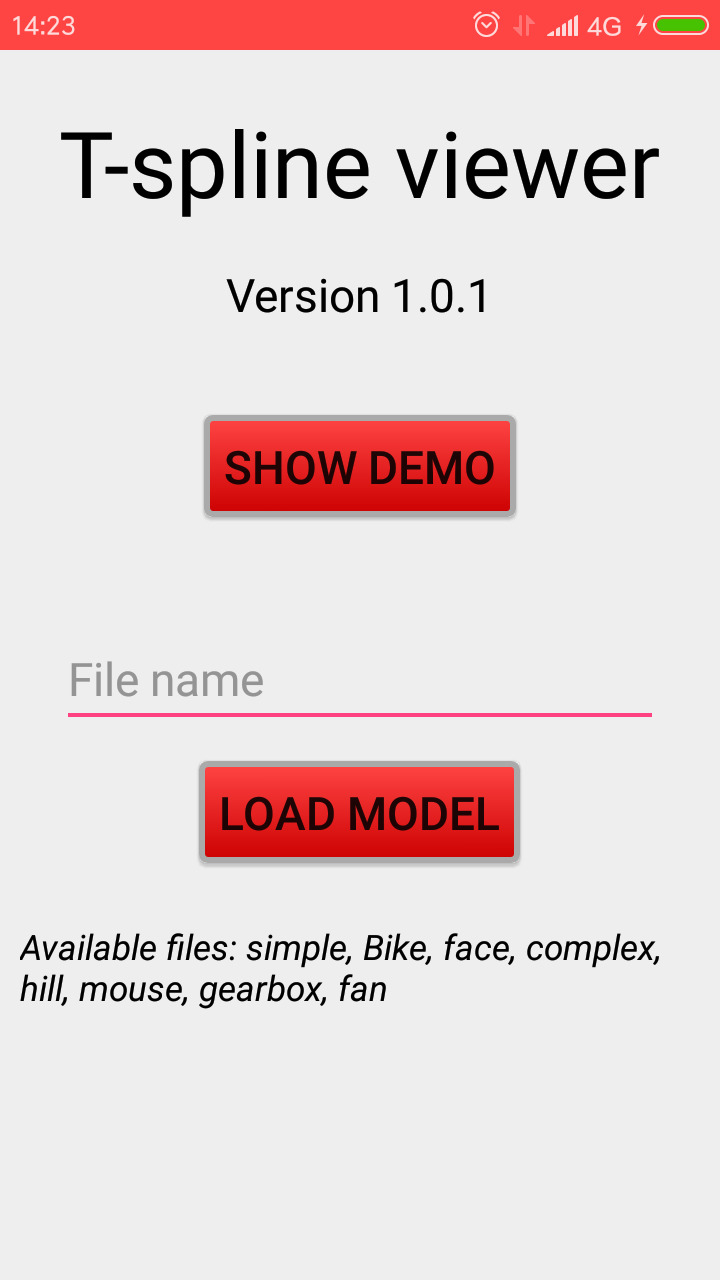 14:23 4G
T-spline viewer
Version 1.0.1
SHOW DEMO
File name
LOAD MODEL
Available files: simple, Bike, face, complex,
hill, mouse, gearbox, fan